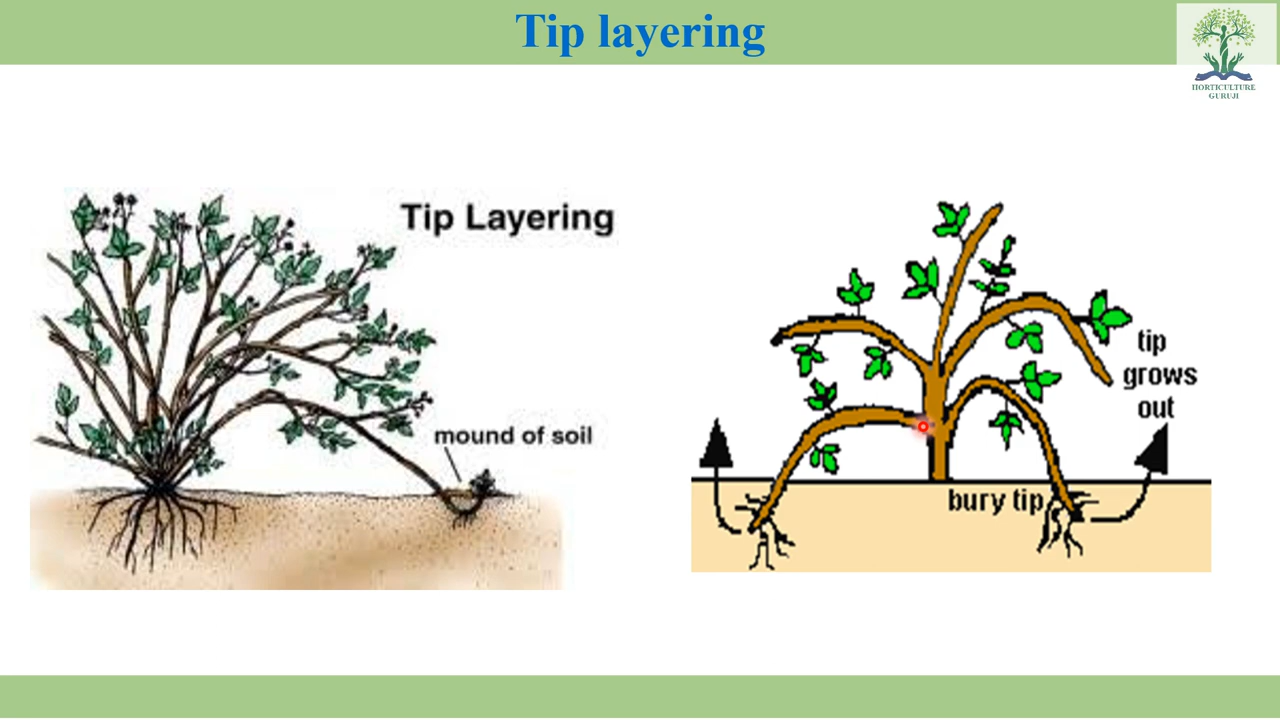 Tip layering
HORTICULTURE
GURUJI
Tip Layering
mound of soil
tip
grows
out
bury tip